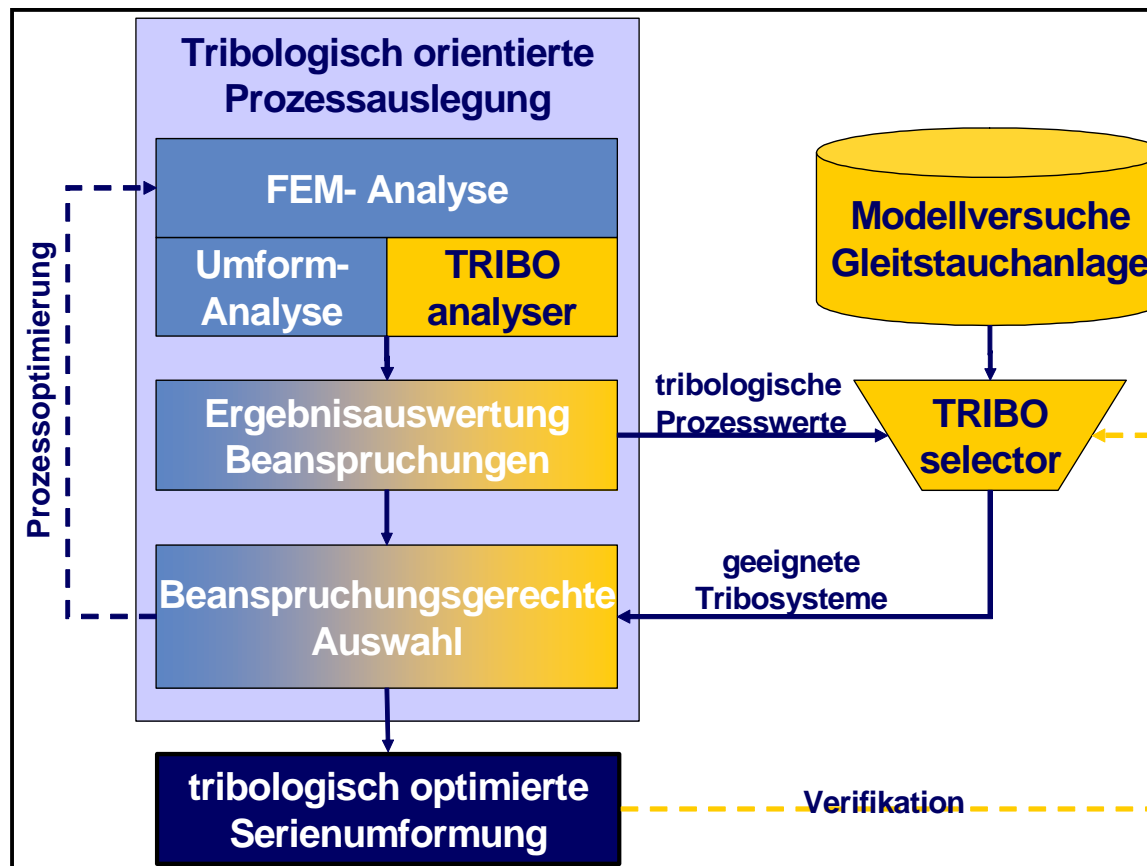 Tribologisch orientierte
Prozessauslegung
FEM- Analyse
Umform-
Analyse
TRIBO
analyser
Modellversuche
Gleitstauchanlage
Prozessoptimierung
Ergebnisauswertung
Beanspruchungen
tribologische
Prozesswerte
TRIBO
selector
Beanspruchungsgerechte
Auswahl
geeignete
Tribosysteme
tribologisch optimierte
Serienumformung
Verifikation